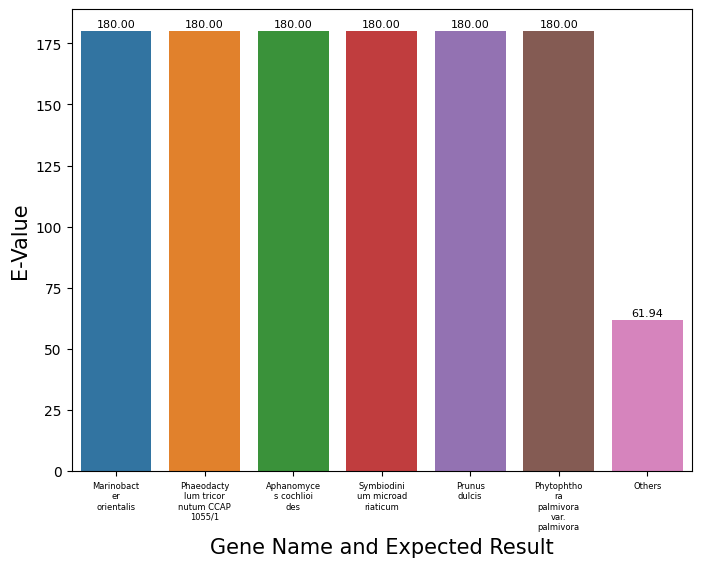 180.00 180.00 180.00 180.00 180.00 180.00
175
150
125
100
75
50
25
0
61.94
E-Value
Marinobact
er
orientalis
Phaeodacty
lum tricor
nutum CCAP
1055/1
Aphanomyce
s cochlioi
des
Symbiodini
um microad
riaticum
Prunus
dulcis
Phytophtho
ra
palmivora
var.
palmivora
Others
Gene Name and Expected Result